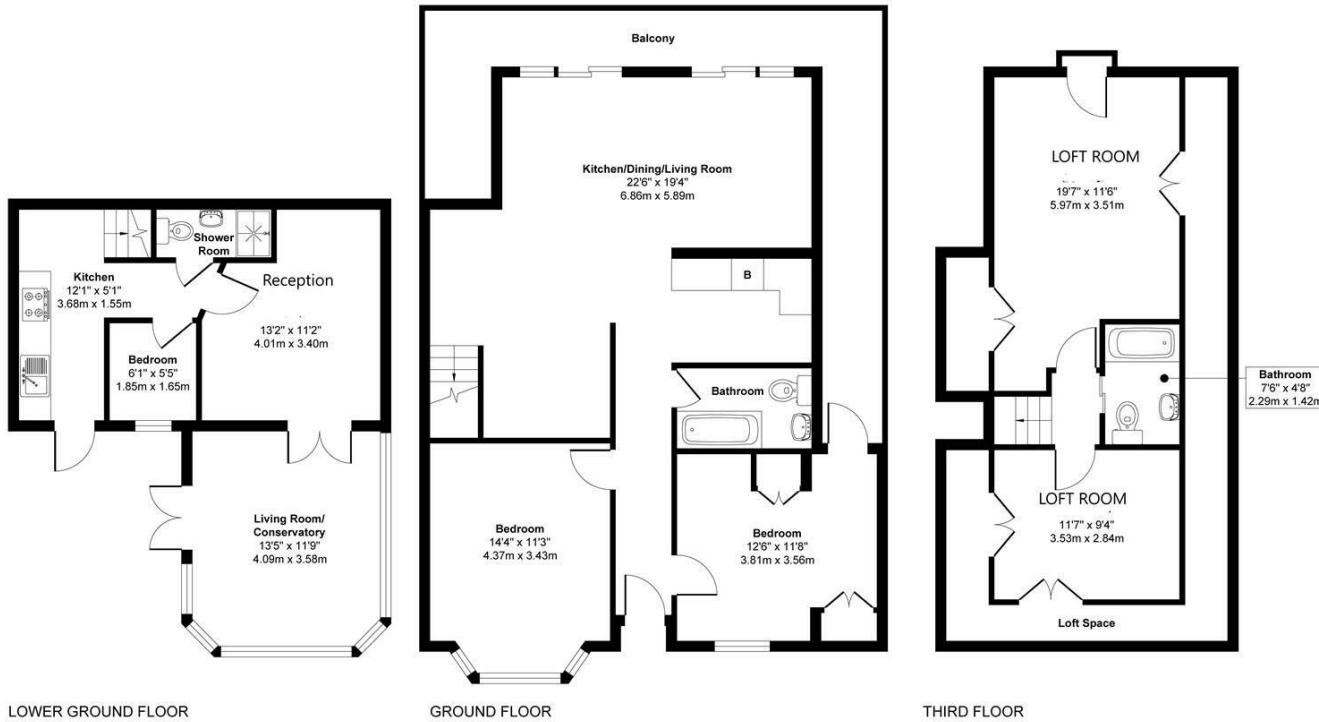 Kitchen
12'1" x 5'1"
3.68m x 1.55m
Shower
Room
Reception
13'2" x 11'2"
4.01m x 3.40m
Bedroom
6'1" x 5'5"
1.85m x 1.65m
Living Room/
Conservatory
13'5" x 11'9"
4.09m x 3.58m
LOWER GROUND FLOOR
Balcony
Kitchen/Dining/Living Room
22'6" x 19'4"
6.86m x 5.89m
B
Bathroom
Bedroom
14'4" x 11'3"
4.37m x 3.43m
Bedroom
12'6" x 11'8"
3.81m x 3.56m
GROUND FLOOR
LOFT ROOM
19'7" x 11'6"
5.97m x 3.51m
Bathroom
7'6" x 4'8"
2.29m x 1.42m
LOFT ROOM
11'7" x 9'4"
3.53m x 2.84m
Loft Space
THIRD FLOOR